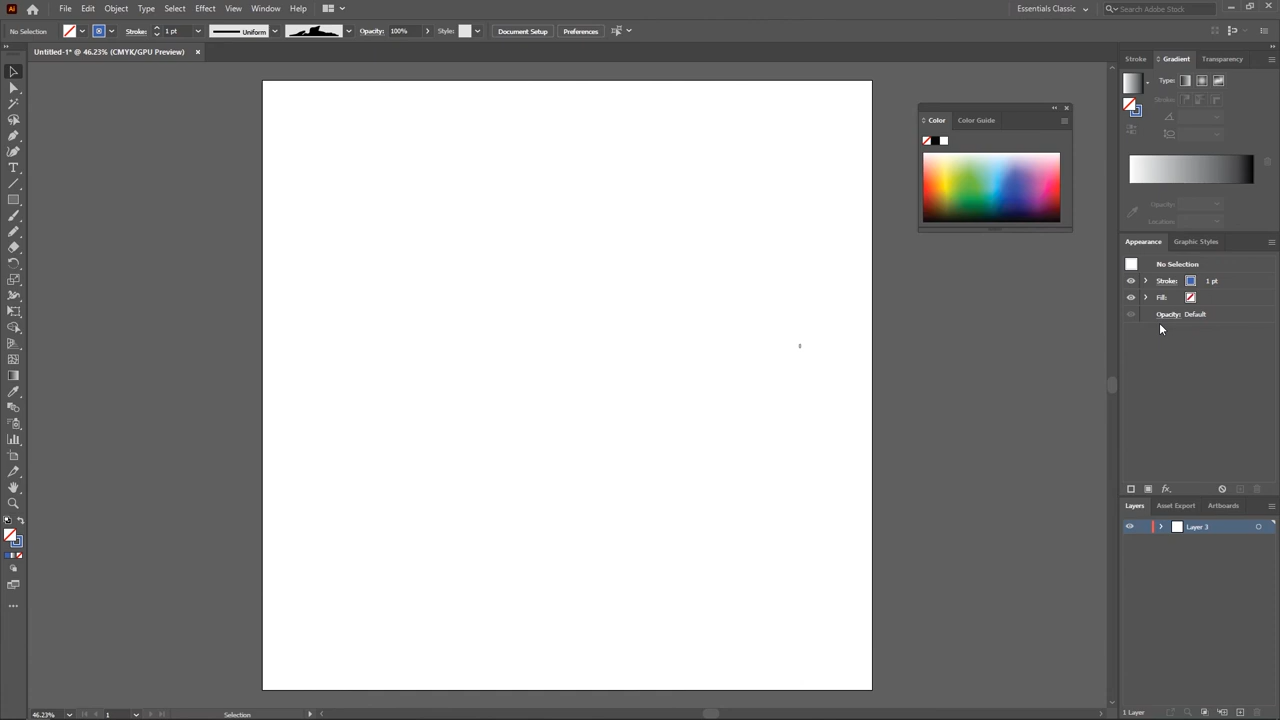 Ai File Edit Object Type Select Effect View Window Help Essentials Classic Search Adobe Stock
No Selection Stroke: 1 pt Uniform Opacity: 100% Style: Document Setup Preferences
Untitled-1* @ 46.23% (CMYK/GPU Preview)
Stroke Gradient Transparency
Type:
Stroke:
Color Color Guide
Opacity:
Location:
Appearance Graphic Styles
No Selection
Stroke: 1 pt
Fill:
Opacity: Default
fx
Layers Asset Export Artboards
Layer 3
46.23% 1 Selection
1 Layer